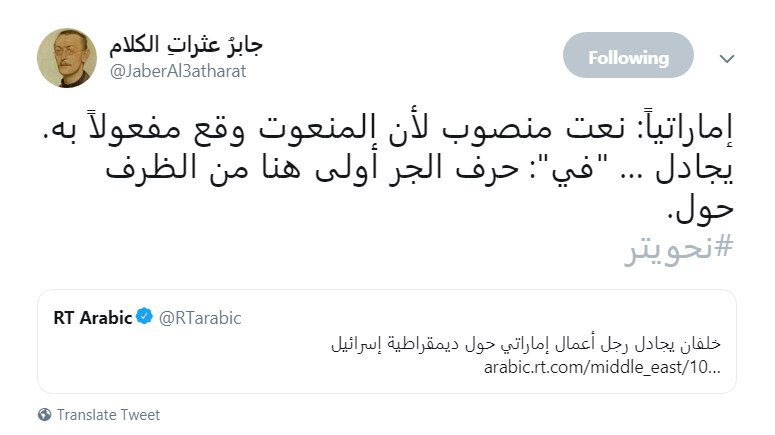 جابرُ عثراتِ الكلام
@JaberAl3atharat
Following
إماراتياً: نعت منصوب لأن المنعوت وقع مفعولاً به.
يجادل ... "في": حرف الجر أولى هنا من الظرف
حول.
#نحويتر
RT Arabic @RTarabic
خلفان يجادل رجل أعمال إماراتي حول ديمقراطية إسرائيل
arabic.rt.com/middle_east/10…
Translate Tweet